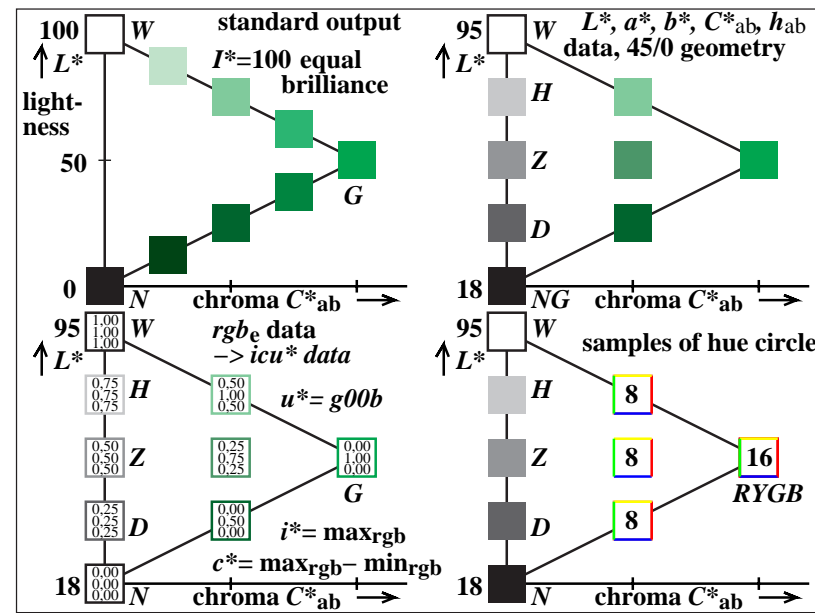 100 W standard output
L* I*=100 equal
brilliance
light-
ness
50
G
0 N chroma C*ab
95 W L*, a*, b*, C*ab, hab
L* data, 45/0 geometry
H
Z
D
18 NG chroma C*ab
95 1,00 1,00 1,00 W rgbe data
L* –> icu* data
0,75 0,75 0,75 H 0,50 1,00 0,50 u*= g00b
0,50 0,50 0,50 Z 0,25 0,75 0,25 0,00 1,00 0,00
G
0,25 0,25 0,25 D 0,00 0,50 0,00 i*= maxrgb
c*= maxrgb– minrgb
18 0,00 0,00 0,00 N chroma C*ab
95 W samples of hue circle
L*
H 8
Z 8 16
RYGB
D 8
18 N chroma C*ab